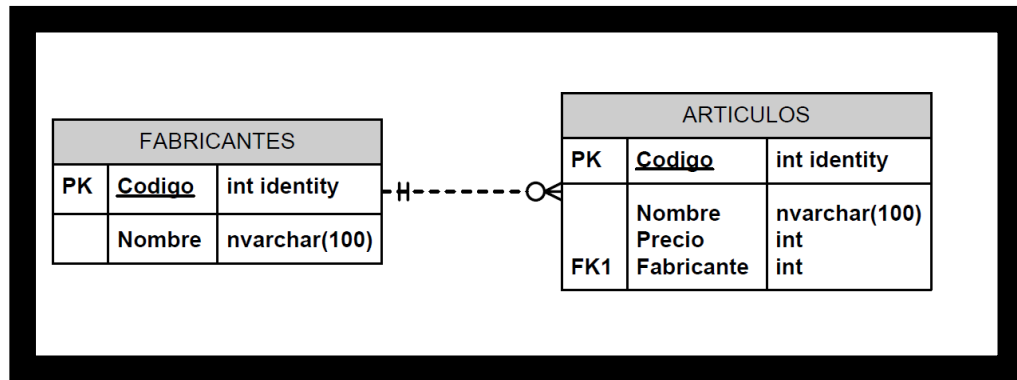 FABRICANTES
PK Codigo int identity
Nombre nvarchar(100)
ARTICULOS
PK Codigo int identity
Nombre nvarchar(100)
Precio int
FK1 Fabricante int